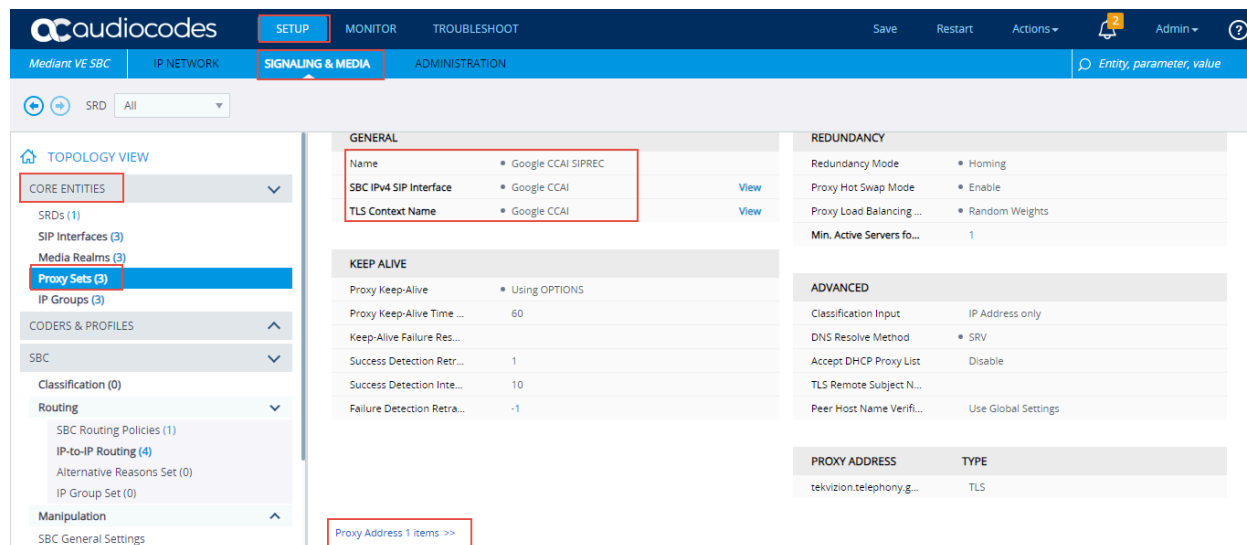 audiocodes SETUP MONITOR TROUBLESHOOT Save Restart Actions 2 Admin ?
Mediant VE SBC IP NETWORK SIGNALING & MEDIA ADMINISTRATION Entity, parameter, value
SRD All
TOPOLOGY VIEW
CORE ENTITIES
SRDs (1)
SIP Interfaces (3)
Media Realms (3)
Proxy Sets (3)
IP Groups (3)
CODERS & PROFILES
SBC
Classification (0)
Routing
SBC Routing Policies (1)
IP-to-IP Routing (4)
Alternative Reasons Set (0)
IP Group Set (0)
Manipulation
SBC General Settings
GENERAL
Name Google CCAI SIPREC
SBC IPv4 SIP Interface Google CCAI View
TLS Context Name Google CCAI View
KEEP ALIVE
Proxy Keep-Alive Using OPTIONS
Proxy Keep-Alive Time ... 60
Keep-Alive Failure Res...
Success Detection Retr... 1
Success Detection Inte... 10
Failure Detection Retra... -1
REDUNDANCY
Redundancy Mode Homing
Proxy Hot Swap Mode Enable
Proxy Load Balancing ... Random Weights
Min. Active Servers fo... 1
ADVANCED
Classification Input IP Address only
DNS Resolve Method SRV
Accept DHCP Proxy List Disable
TLS Remote Subject N...
Peer Host Name Verifi... Use Global Settings
PROXY ADDRESS TYPE
tekvizion.telephony.g... TLS
Proxy Address 1 items >>